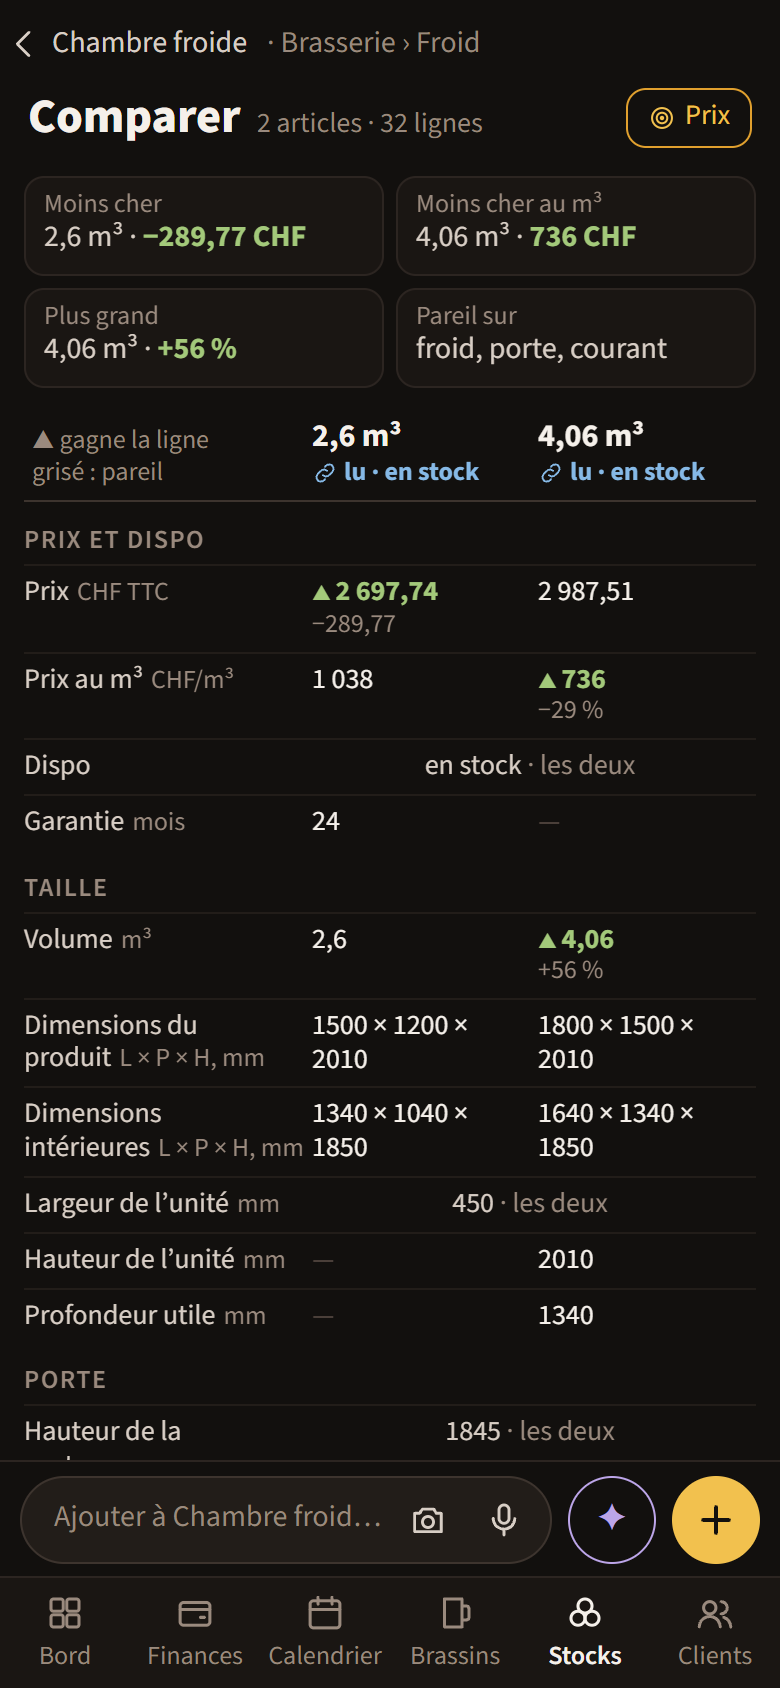 Chambre froide · Brasserie › Froid
Comparer 2 articles · 32 lignes
Prix
Moins cher
2,6 m³ · −289,77 CHF
Moins cher au m³
4,06 m³ · 736 CHF
Plus grand
4,06 m³ · +56 %
Pareil sur
froid, porte, courant
▲ gagne la ligne
grisé : pareil
2,6 m³
lu · en stock
4,06 m³
lu · en stock
PRIX ET DISPO
Prix CHF TTC ▲ 2 697,74 2 987,51
−289,77
Prix au m³ CHF/m³ 1 038 ▲ 736
−29 %
Dispo en stock · les deux
Garantie mois 24 —
TAILLE
Volume m³ 2,6 ▲ 4,06
+56 %
Dimensions du produit L × P × H, mm
1500 × 1200 × 2010
1800 × 1500 × 2010
Dimensions intérieures L × P × H, mm
1340 × 1040 × 1850
1640 × 1340 × 1850
Largeur de l’unité mm 450 · les deux
Hauteur de l’unité mm — 2010
Profondeur utile mm — 1340
PORTE
Hauteur de la 1845 · les deux
Ajouter à Chambre froid…
Bord Finances Calendrier Brassins Stocks Clients